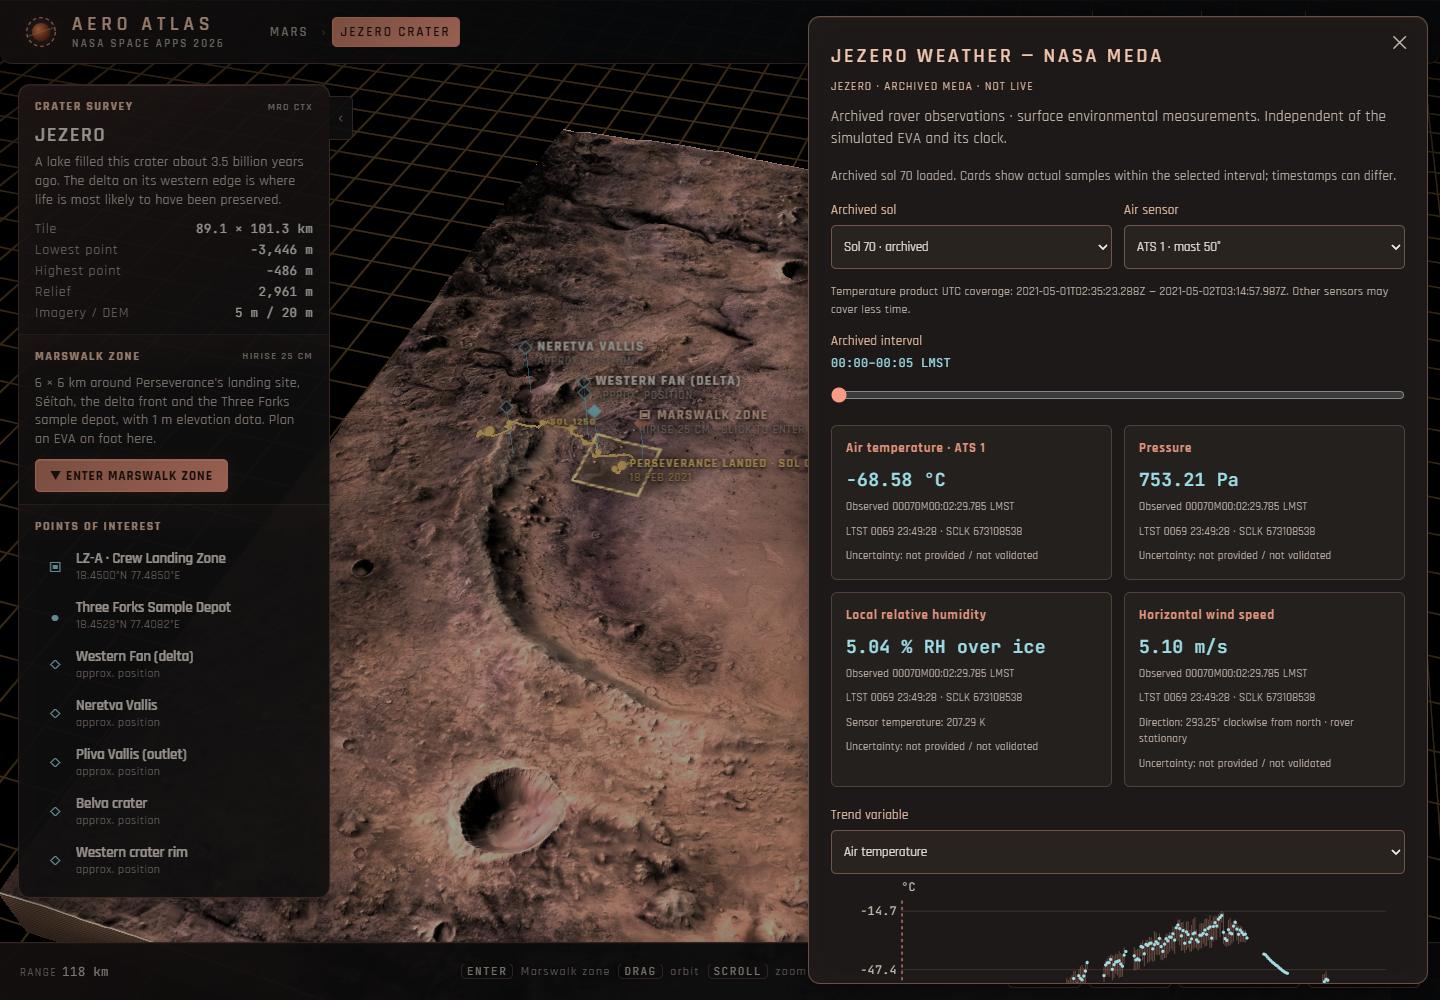 AERO ATLAS
NASA SPACE APPS 2026
MARS › JEZERO CRATER
CRATER SURVEY
MRO CTX
JEZERO
A lake filled this crater about 3.5 billion years
ago. The delta on its western edge is where
life is most likely to have been preserved.
Tile 89.1 × 101.3 km
Lowest point -3,446 m
Highest point -486 m
Relief 2,961 m
Imagery / DEM 5 m / 20 m
MARSWALK ZONE
HIRISE 25 CM
6 × 6 km around Perseverance's landing site,
Séítah, the delta front and the Three Forks
sample depot, with 1 m elevation data. Plan
an EVA on foot here.
▼ ENTER MARSWALK ZONE
POINTS OF INTEREST
LZ-A · Crew Landing Zone
18.4500°N 77.4850°E
Three Forks Sample Depot
18.4528°N 77.4082°E
Western Fan (delta)
approx. position
Neretva Vallis
approx. position
Pliva Vallis (outlet)
approx. position
Belva crater
approx. position
Western crater rim
approx. position
NERETVA VALLIS
APPROX. POSITION
WESTERN FAN (DELTA)
APPROX. POSITION
MARSWALK ZONE
HIRISE 25 CM · CLICK TO ENTER
SOL 1250
PERSEVERANCE LANDED · SOL 0
18 FEB 2021
RANGE 118 km
ENTER Marswalk zone DRAG orbit SCROLL zoom
JEZERO WEATHER — NASA MEDA
JEZERO · ARCHIVED MEDA · NOT LIVE
Archived rover observations · surface environmental measurements. Independent of the
simulated EVA and its clock.
Archived sol 70 loaded. Cards show actual samples within the selected interval; timestamps can differ.
Archived sol
Air sensor
Sol 70 · archived
ATS 1 · mast 50°
Temperature product UTC coverage: 2021-05-01T02:35:23.288Z — 2021-05-02T03:14:57.987Z. Other sensors may
cover less time.
Archived interval
00:00–00:05 LMST
Air temperature · ATS 1
-68.58 °C
Observed 00070M00:02:29.785 LMST
LTST 0069 23:49:28 · SCLK 673108538
Uncertainty: not provided / not validated
Pressure
753.21 Pa
Observed 00070M00:02:29.785 LMST
LTST 0069 23:49:28 · SCLK 673108538
Uncertainty: not provided / not validated
Local relative humidity
5.04 % RH over ice
Observed 00070M00:02:29.785 LMST
LTST 0069 23:49:28 · SCLK 673108538
Sensor temperature: 207.29 K
Uncertainty: not provided / not validated
Horizontal wind speed
5.10 m/s
Observed 00070M00:02:29.785 LMST
LTST 0069 23:49:28 · SCLK 673108538
Direction: 293.25° clockwise from north · rover
stationary
Uncertainty: not provided / not validated
Trend variable
Air temperature
°C
-14.7
-47.4